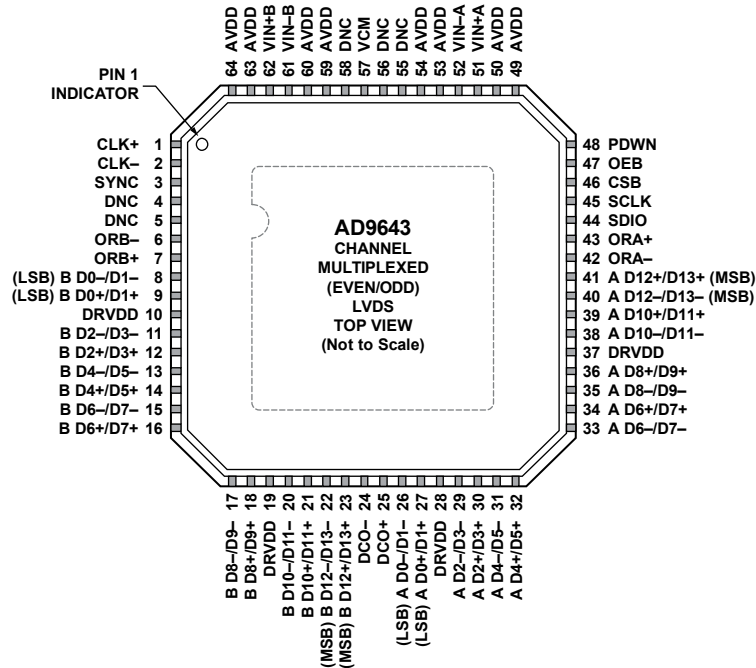 64 AVDD
63 AVDD
62 VIN+B
61 VIN–B
60 AVDD
59 AVDD
58 DNC
57 VCM
56 DNC
55 DNC
54 AVDD
53 AVDD
52 VIN–A
51 VIN+A
50 AVDD
49 AVDD
PIN 1
INDICATOR
CLK+ 1
CLK– 2
SYNC 3
DNC 4
DNC 5
ORB– 6
ORB+ 7
(LSB) B D0–/D1– 8
(LSB) B D0+/D1+ 9
DRVDD 10
B D2–/D3– 11
B D2+/D3+ 12
B D4–/D5– 13
B D4+/D5+ 14
B D6–/D7– 15
B D6+/D7+ 16
AD9643
CHANNEL
MULTIPLEXED
(EVEN/ODD)
LVDS
TOP VIEW
(Not to Scale)
48 PDWN
47 OEB
46 CSB
45 SCLK
44 SDIO
43 ORA+
42 ORA–
41 A D12+/D13+ (MSB)
40 A D12–/D13– (MSB)
39 A D10+/D11+
38 A D10–/D11–
37 DRVDD
36 A D8+/D9+
35 A D8–/D9–
34 A D6+/D7+
33 A D6–/D7–
B D8–/D9– 17
B D8+/D9+ 18
DRVDD 19
B D10–/D11– 20
B D10+/D11+ 21
(MSB) B D12–/D13– 22
(MSB) B D12+/D13+ 23
DCO– 24
DCO+ 25
(LSB) A D0–/D1– 26
(LSB) A D0+/D1+ 27
DRVDD 28
A D2–/D3– 29
A D2+/D3+ 30
A D4–/D5– 31
A D4+/D5+ 32